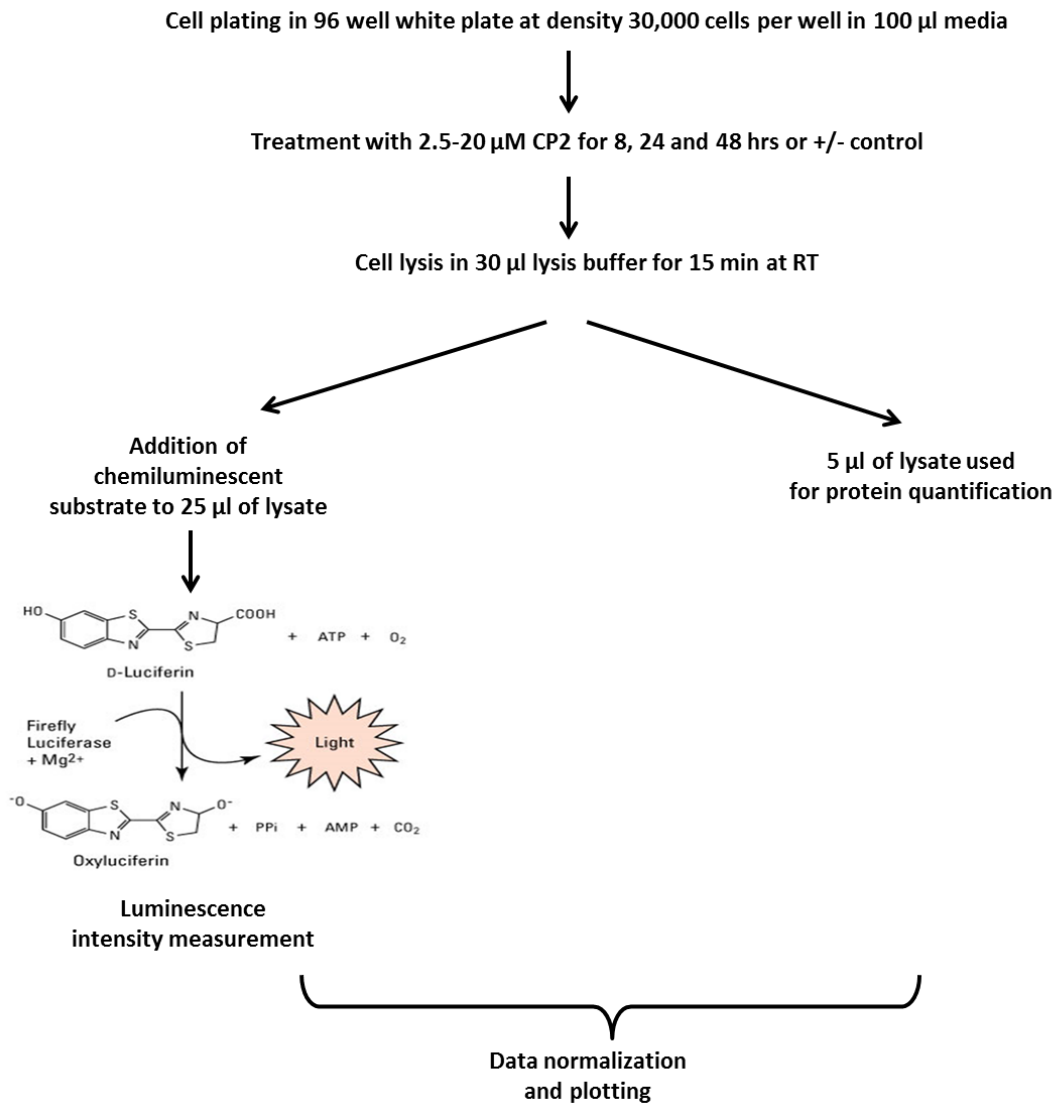 Cell plating in 96 well white plate at density 30,000 cells per well in 100 µl media
Treatment with 2.5-20 µM CP2 for 8, 24 and 48 hrs or +/- control
Cell lysis in 30 µl lysis buffer for 15 min at RT
Addition of
chemiluminescent
substrate to 25 µl of lysate
5 µl of lysate used
for protein quantification
HO S N COOH
N S
+ ATP + O₂
D-Luciferin
Firefly
Luciferase
+ Mg2+
Light
-O S N O-
N S
+ PPi + AMP + CO₂
Oxyluciferin
Luminescence
intensity measurement
Data normalization
and plotting